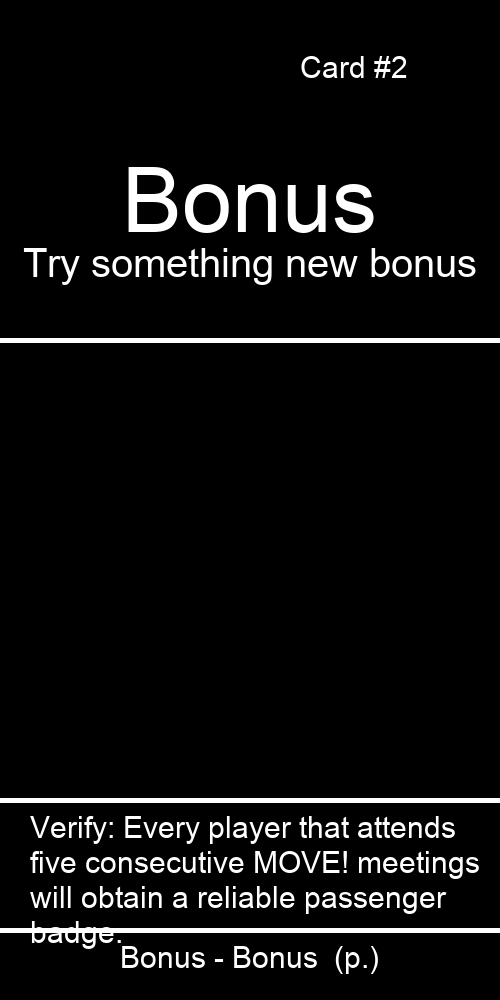 Card #2
Bonus
Try something new bonus
Verify: Every player that attends
five consecutive MOVE! meetings
will obtain a reliable passenger
badge.
Bonus - Bonus  (p.)